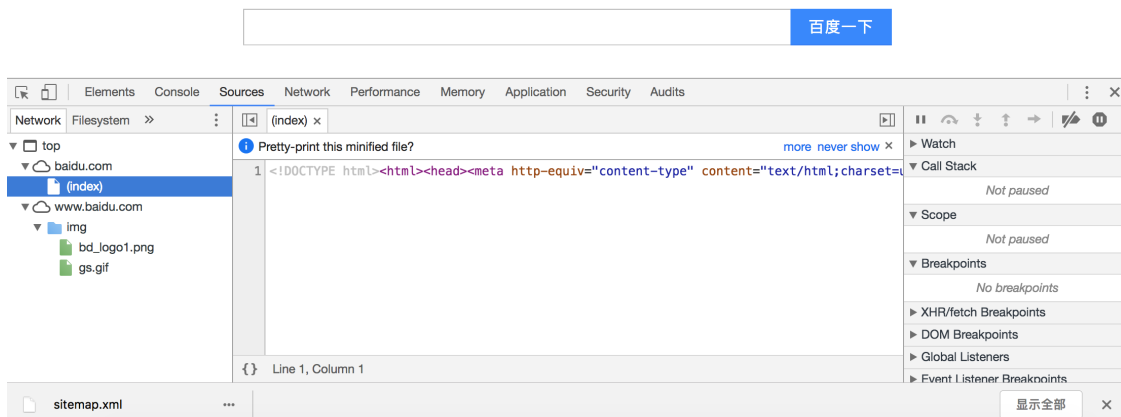 百度一下
Elements Console Sources Network Performance Memory Application Security Audits
Network Filesystem » (index) ×
top
Pretty-print this minified file? more never show ×
Watch
baidu.com
1 <!DOCTYPE html><html><head><meta http-equiv="content-type" content="text/html;charset=u
Call Stack
(index)
Not paused
www.baidu.com
Scope
img
Not paused
bd_logo1.png
gs.gif
Breakpoints
No breakpoints
XHR/fetch Breakpoints
DOM Breakpoints
Global Listeners
{} Line 1, Column 1
Event Listener Breakpoints
sitemap.xml
显示全部